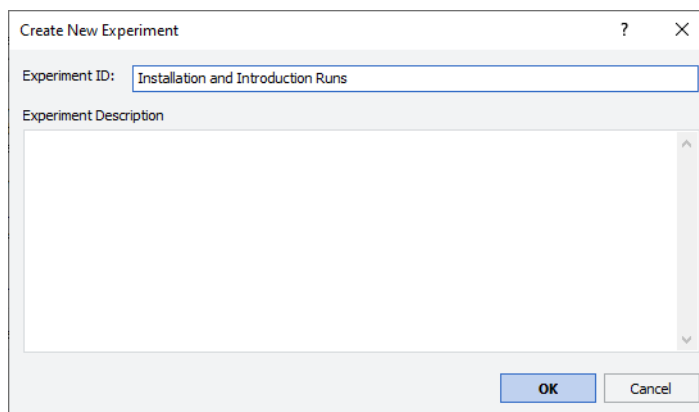 Create New Experiment ?
Experiment ID: Installation and Introduction Runs
Experiment Description
OK Cancel